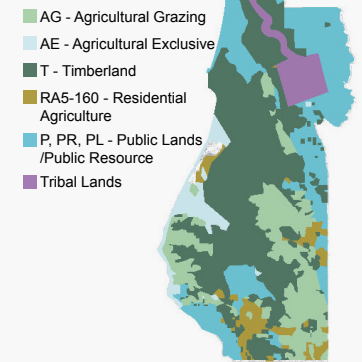 AG - Agricultural Grazing
AE - Agricultural Exclusive
T - Timberland
RA5-160 - Residential
Agriculture
P, PR, PL - Public Lands
/Public Resource
Tribal Lands